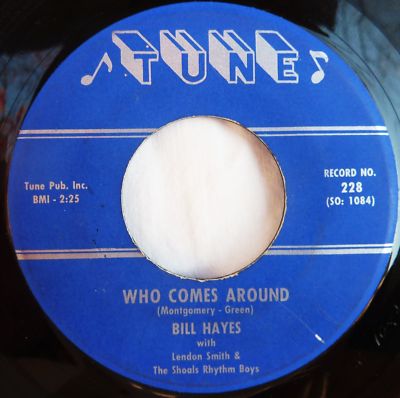 TUNE
Tune Pub. Inc.
BMI - 2:25
RECORD NO.
228
(SO: 1084)
WHO COMES AROUND
(Montgomery - Green)
BILL HAYES
with
Lendon Smith &
The Shoals Rhythm Boys